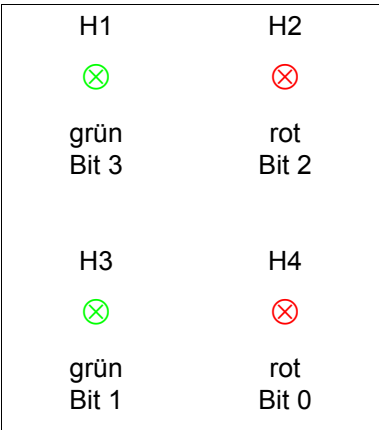 H1 H2
grün rot
Bit 3 Bit 2
H3 H4
grün rot
Bit 1 Bit 0